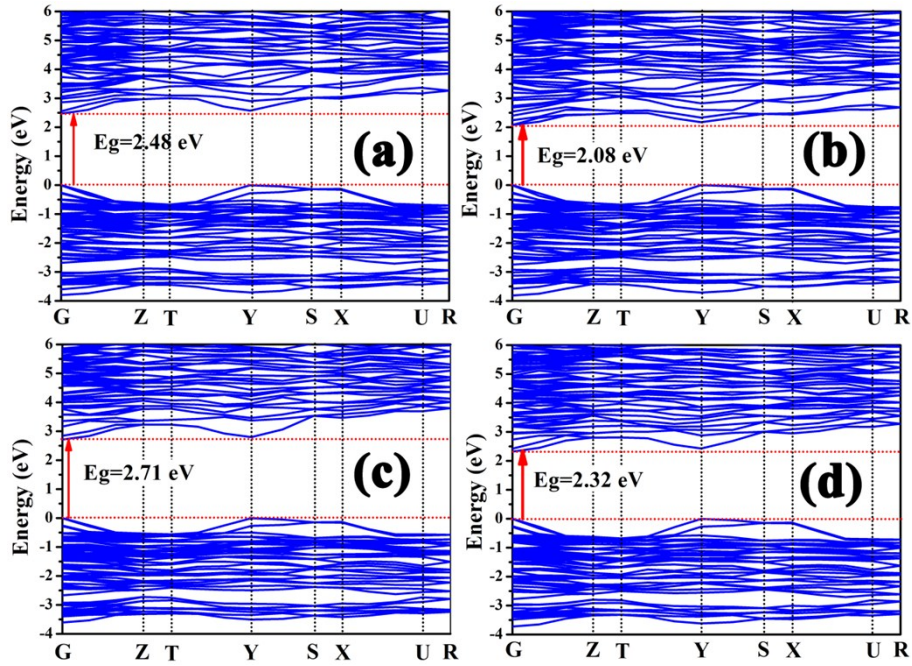 6
5
4
3
2
1
0
-1
-2
-3
-4
Energy (eV)
Eg=2.48 eV
(a)
G Z T Y S X U R
6
5
4
3
2
1
0
-1
-2
-3
-4
Energy (eV)
Eg=2.08 eV
(b)
G Z T Y S X U R
6
5
4
3
2
1
0
-1
-2
-3
-4
Energy (eV)
Eg=2.71 eV
(c)
G Z T Y S X U R
6
5
4
3
2
1
0
-1
-2
-3
-4
Energy (eV)
Eg=2.32 eV
(d)
G Z T Y S X U R